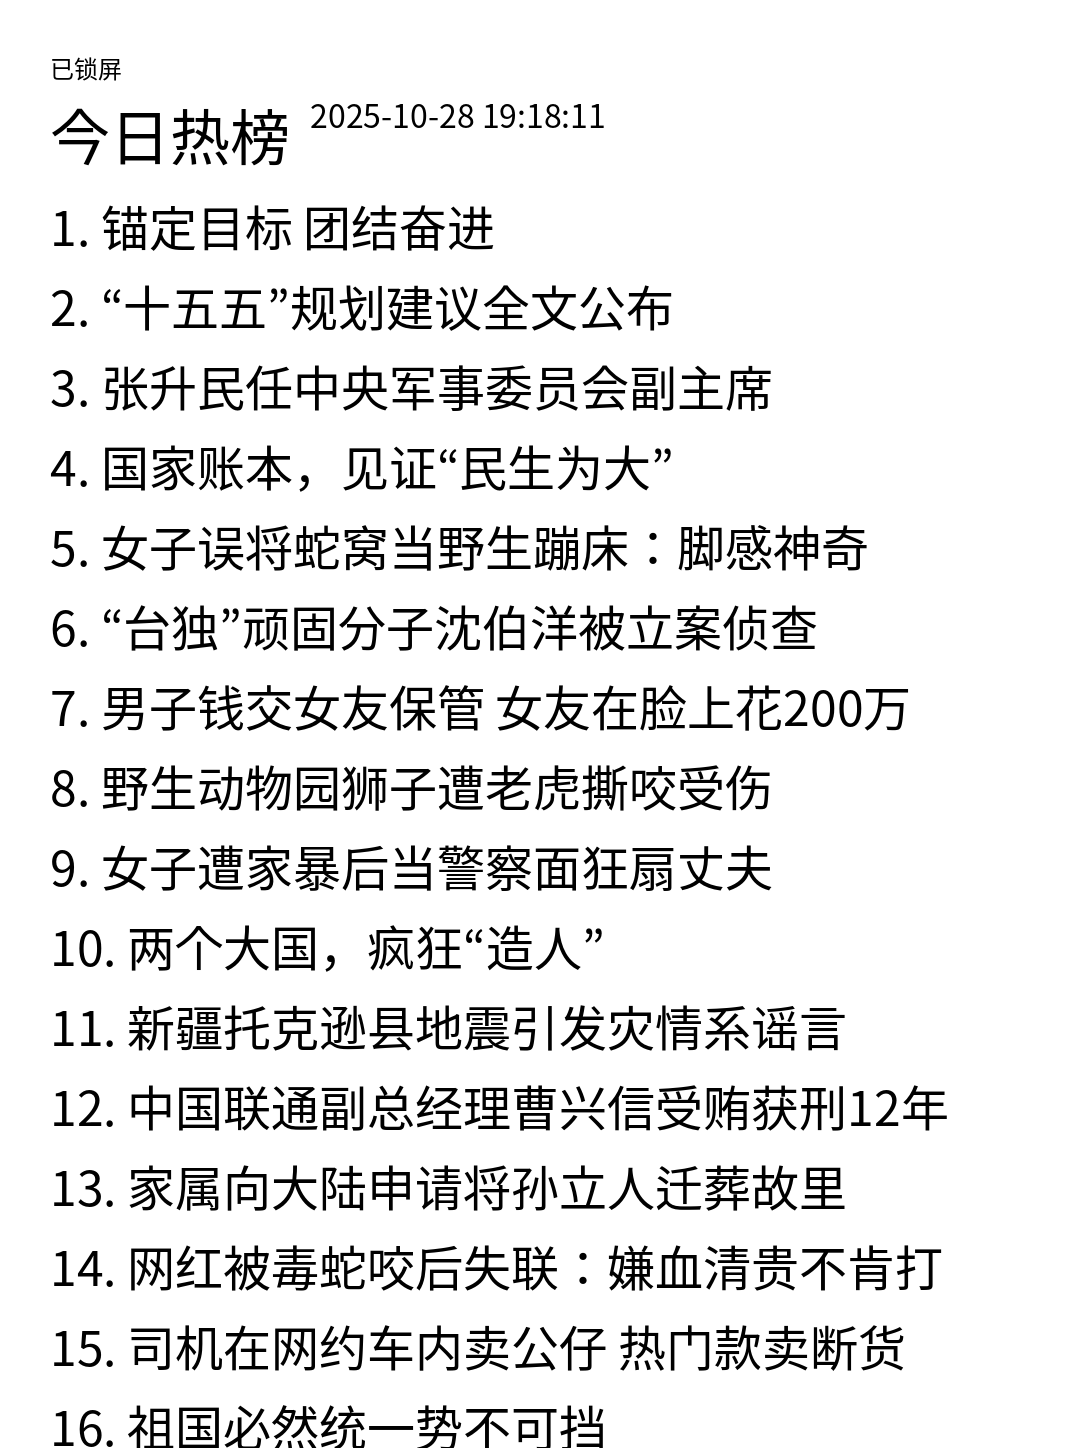 已锁屏
今日热榜 2025-10-28 19:18:11
1. 锚定目标 团结奋进
2. “十五五”规划建议全文公布
3. 张升民任中央军事委员会副主席
4. 国家账本，见证“民生为大”
5. 女子误将蛇窝当野生蹦床：脚感神奇
6. “台独”顽固分子沈伯洋被立案侦查
7. 男子钱交女友保管 女友在脸上花200万
8. 野生动物园狮子遭老虎撕咬受伤
9. 女子遭家暴后当警察面狂扇丈夫
10. 两个大国，疯狂“造人”
11. 新疆托克逊县地震引发灾情系谣言
12. 中国联通副总经理曹兴信受贿获刑12年
13. 家属向大陆申请将孙立人迁葬故里
14. 网红被毒蛇咬后失联：嫌血清贵不肯打
15. 司机在网约车内卖公仔 热门款卖断货
16. 祖国必然统一势不可挡